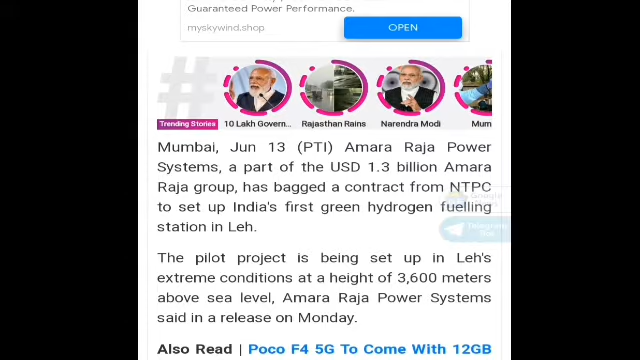 Guaranteed Power Performance.
myskywind.shop
OPEN
#
Trending Stories
10 Lakh Govern...
Rajasthan Rains
Narendra Modi
Mum
Mumbai, Jun 13 (PTI) Amara Raja Power
Systems, a part of the USD 1.3 billion Amara
Raja group, has bagged a contract from NTPC
to set up India's first green hydrogen fuelling
station in Leh.
The pilot project is being set up in Leh's
extreme conditions at a height of 3,600 meters
above sea level, Amara Raja Power Systems
said in a release on Monday.
Also Read | Poco F4 5G To Come With 12GB